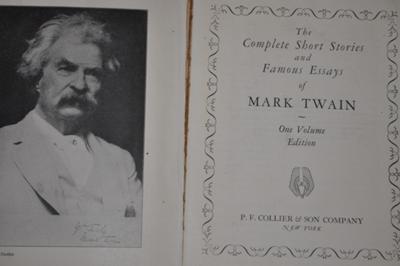 The
Complete Short Stories
and
Famous Essays
of
MARK TWAIN
One Volume
Edition
P. F. COLLIER & SON COMPANY
NEW YORK